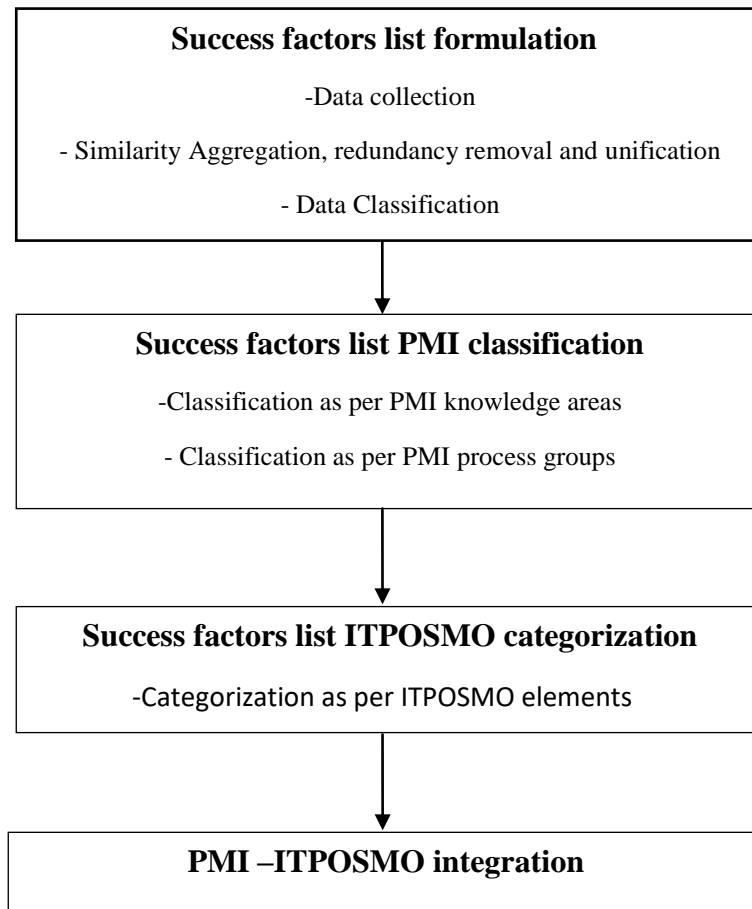 Success factors list formulation
-Data collection
- Similarity Aggregation, redundancy removal and unification
- Data Classification
Success factors list PMI classification
-Classification as per PMI knowledge areas
- Classification as per PMI process groups
Success factors list ITPOSMO categorization
-Categorization as per ITPOSMO elements
PMI –ITPOSMO integration